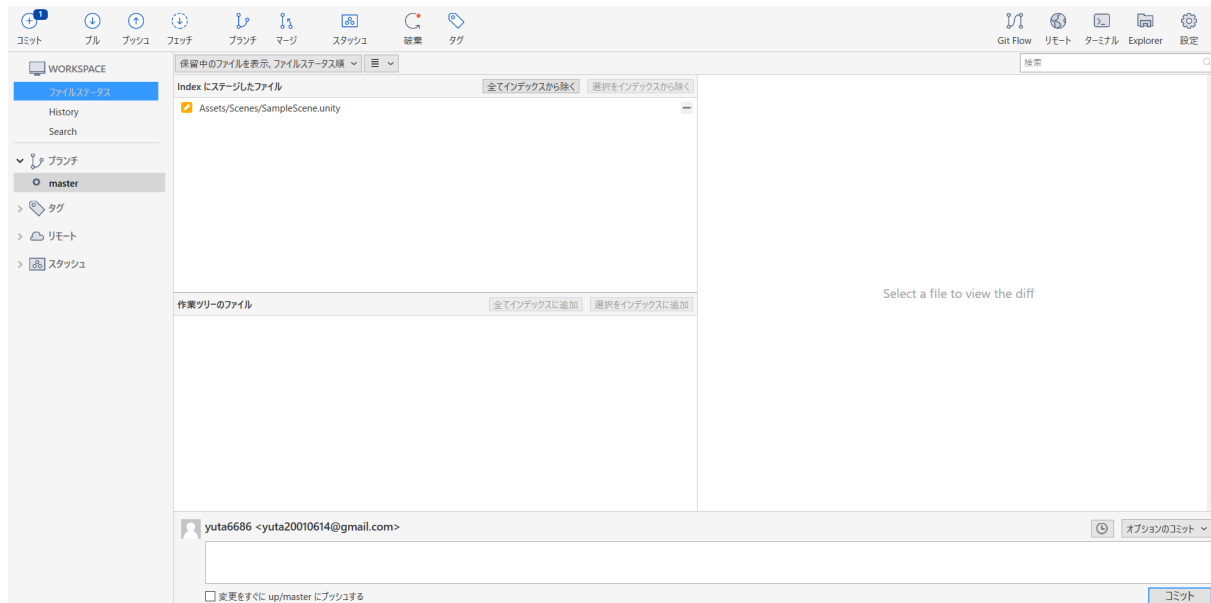 1
コミット プル プッシュ フェッチ ブランチ マージ スタッシュ 破棄 タグ Git Flow リモート ターミナル Explorer 設定
WORKSPACE
ファイルステータス
History
Search
ブランチ
master
タグ
リモート
スタッシュ
保留中のファイルを表示, ファイルステータス順
検索
Index にステージしたファイル 全てインデックスから除く 選択をインデックスから除く
Assets/Scenes/SampleScene.unity
作業ツリーのファイル 全てインデックスに追加 選択をインデックスに追加
Select a file to view the diff
yuta6686 <yuta20010614@gmail.com>
オプションのコミット
変更をすぐに up/master にプッシュする
コミット